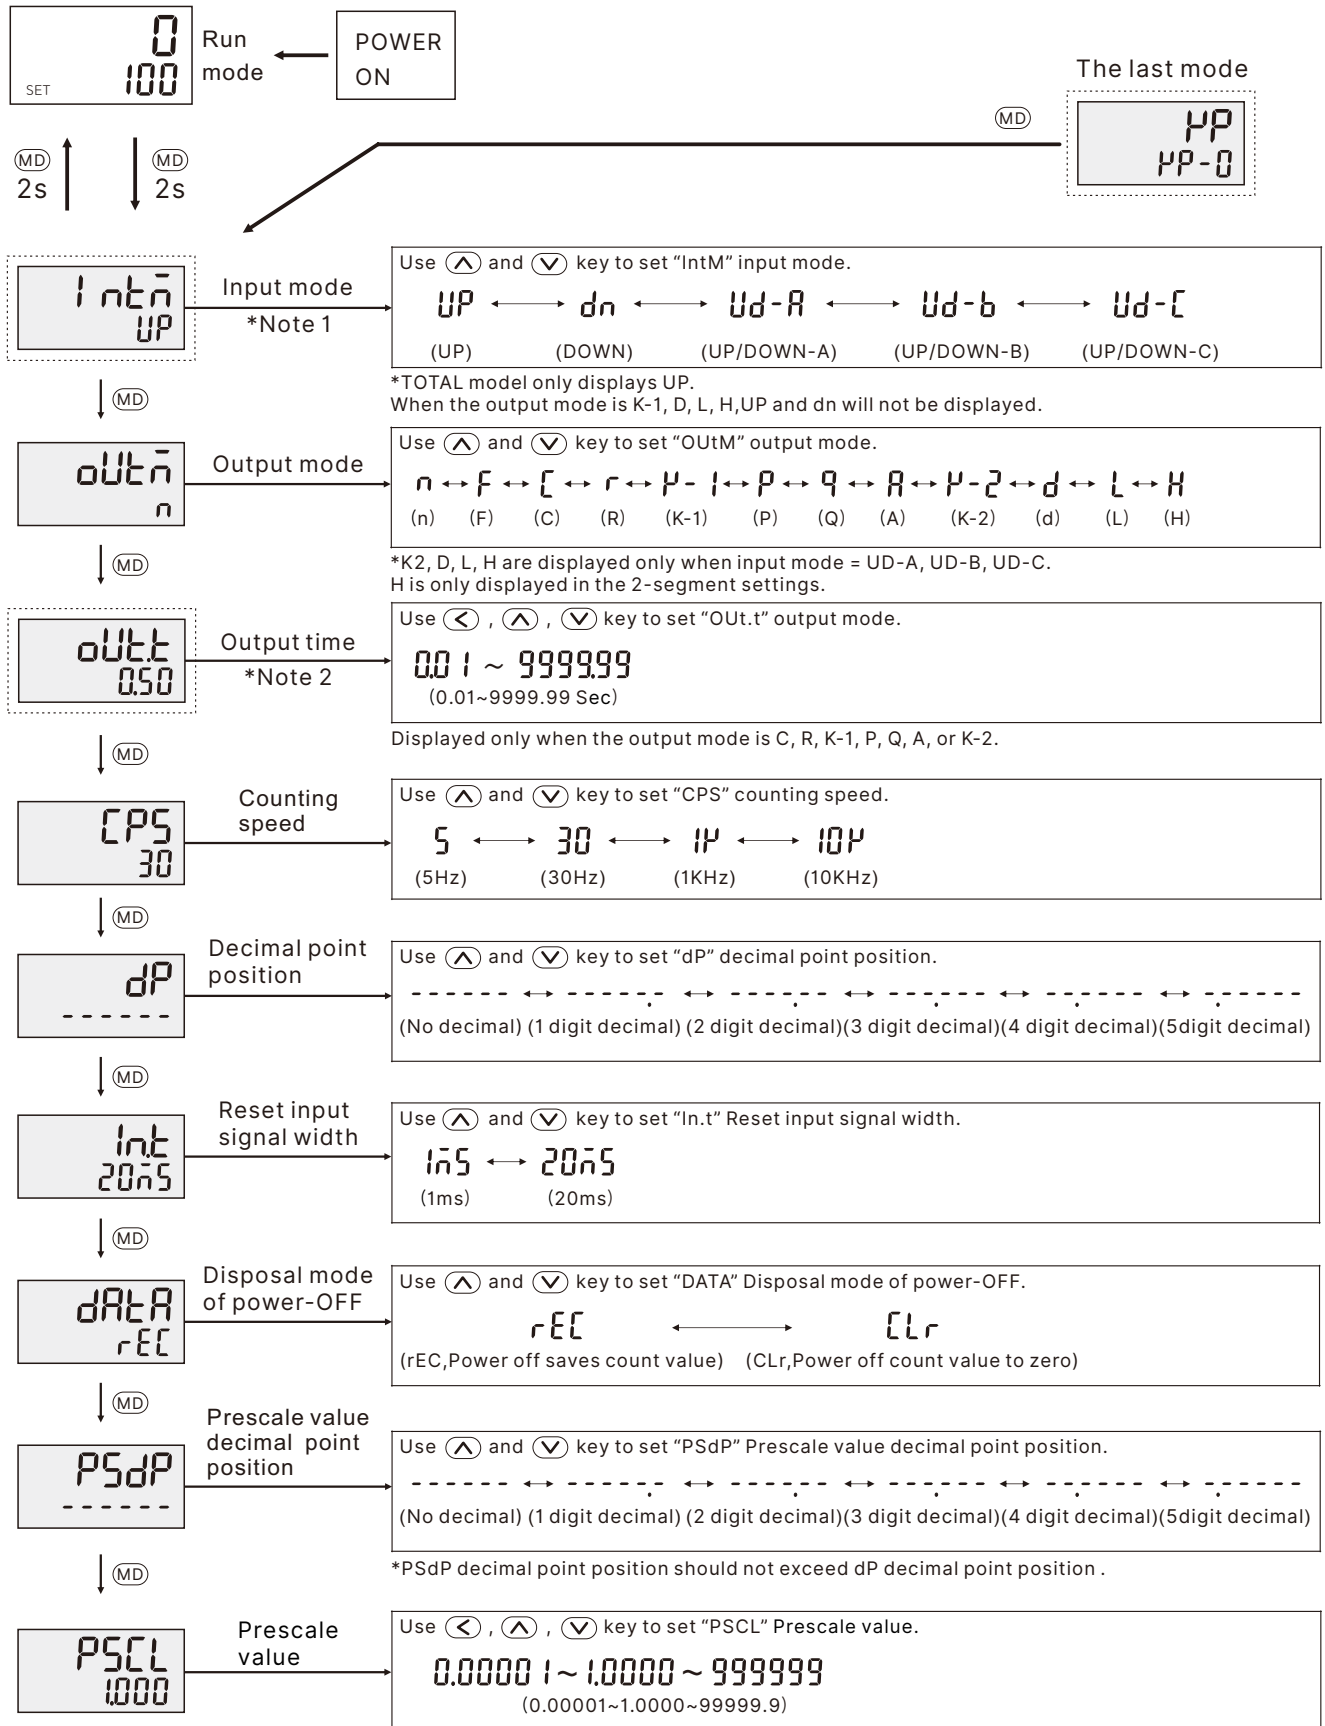 0
100
SET
Run
mode
POWER
ON
The last mode
MD
KP
KP-0
MD
2s
MD
2s
IntM
UP
Input mode
*Note 1
Use and key to set “IntM” input mode.
UP dn Ud-A Ud-b Ud-C
(UP) (DOWN) (UP/DOWN-A) (UP/DOWN-B) (UP/DOWN-C)
*TOTAL model only displays UP.
When the output mode is K-1, D, L, H,UP and dn will not be displayed.
MD
oUtM
n
Output mode
Use and key to set “OUtM” output mode.
n F C r K-1 P q A K-2 d L H
(n) (F) (C) (R) (K-1) (P) (Q) (A) (K-2) (d) (L) (H)
*K2, D, L, H are displayed only when input mode = UD-A, UD-B, UD-C.
H is only displayed in the 2-segment settings.
MD
oUt.t
0.50
Output time
*Note 2
Use < , , key to set “OUt.t” output mode.
0.01 ~ 9999.99
(0.01~9999.99 Sec)
Displayed only when the output mode is C, R, K-1, P, Q, A, or K-2.
MD
CPS
30
Counting
speed
Use and key to set “CPS” counting speed.
5 30 1K 10K
(5Hz) (30Hz) (1KHz) (10KHz)
MD
dP
------
Decimal point
position
Use and key to set “dP” decimal point position.
------ -----.- ----.-- ---.--- --.---- -.-----
(No decimal) (1 digit decimal) (2 digit decimal)(3 digit decimal)(4 digit decimal)(5digit decimal)
MD
In.t
20mS
Reset input
signal width
Use and key to set “In.t” Reset input signal width.
1mS 20mS
(1ms) (20ms)
MD
dAtA
rEC
Disposal mode
of power-OFF
Use and key to set “DATA” Disposal mode of power-OFF.
rEC CLr
(rEC,Power off saves count value) (CLr,Power off count value to zero)
MD
PSdP
------
Prescale value
decimal point
position
Use and key to set “PSdP” Prescale value decimal point position.
------ -----.- ----.-- ---.--- --.---- -.-----
(No decimal) (1 digit decimal) (2 digit decimal)(3 digit decimal)(4 digit decimal)(5digit decimal)
*PSdP decimal point position should not exceed dP decimal point position .
MD
PSCL
1.000
Prescale
value
Use < , , key to set “PSCL” Prescale value.
0.00001~1.0000~999999
(0.00001~1.0000~99999.9)